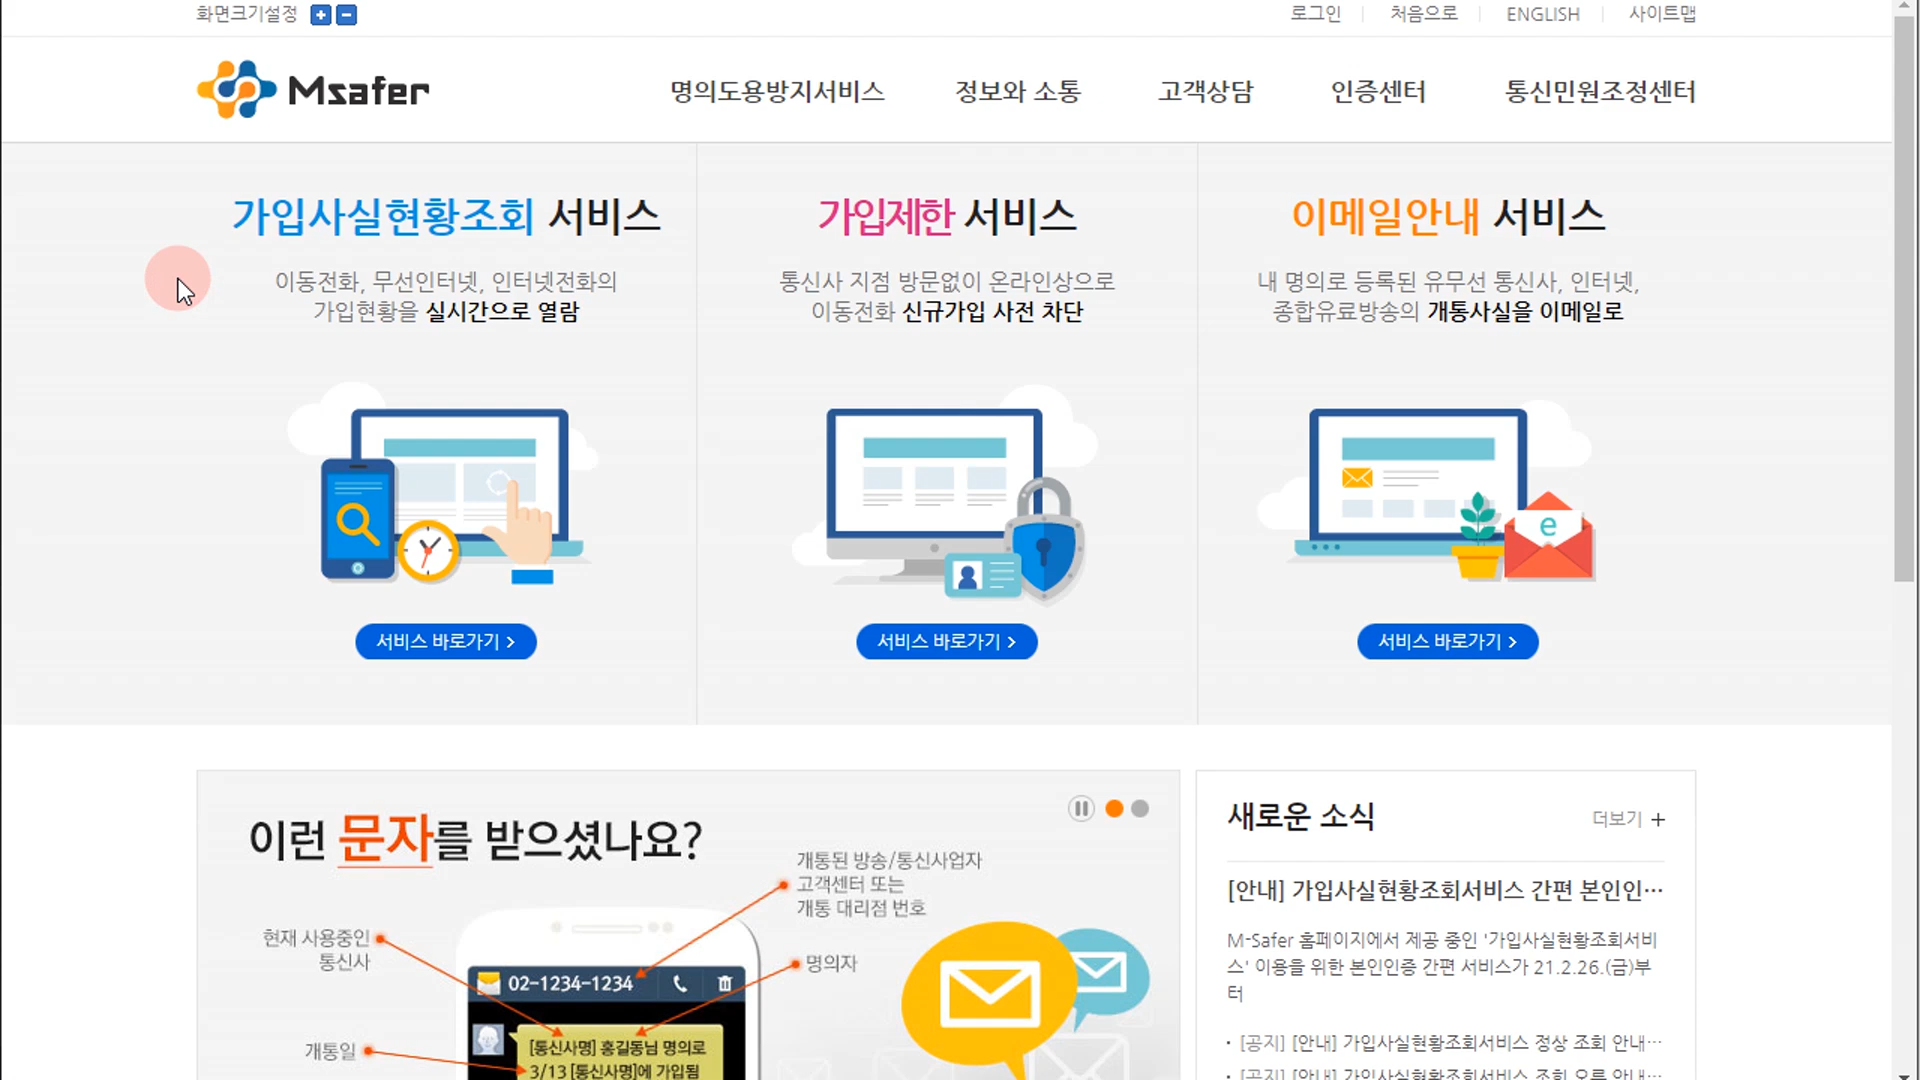 화면크기설정
로그인
처음으로
ENGLISH
사이트맵
Msafer
명의도용방지서비스
정보와 소통
고객상담
인증센터
통신민원조정센터
가입사실현황조회 서비스
이동전화, 무선인터넷, 인터넷전화의
가입현황을 실시간으로 열람
서비스 바로가기 >
가입제한 서비스
통신사 지점 방문없이 온라인상으로
이동전화 신규가입 사전 차단
서비스 바로가기 >
이메일안내 서비스
내 명의로 등록된 유무선 통신사, 인터넷,
종합유료방송의 개통사실을 이메일로
e
서비스 바로가기 >
이런 문자를 받으셨나요?
개통된 방송/통신사업자
고객센터 또는
개통 대리점 번호
현재 사용중인
통신사
명의자
02-1234-1234
개통일
[통신사명] 홍길동님 명의로
3/13 [통신사명]에 가입됨
새로운 소식
더보기 +
[안내] 가입사실현황조회서비스 간편 본인인…
M-Safer 홈페이지에서 제공 중인 '가입사실현황조회서비
스' 이용을 위한 본인인증 간편 서비스가 21.2.26.(금)부
터
· [공지] [안내] 가입사실현황조회서비스 정상 조회 안내…
· [공지] [안내] 가입사실현황조회서비스 조회 오류 안내…